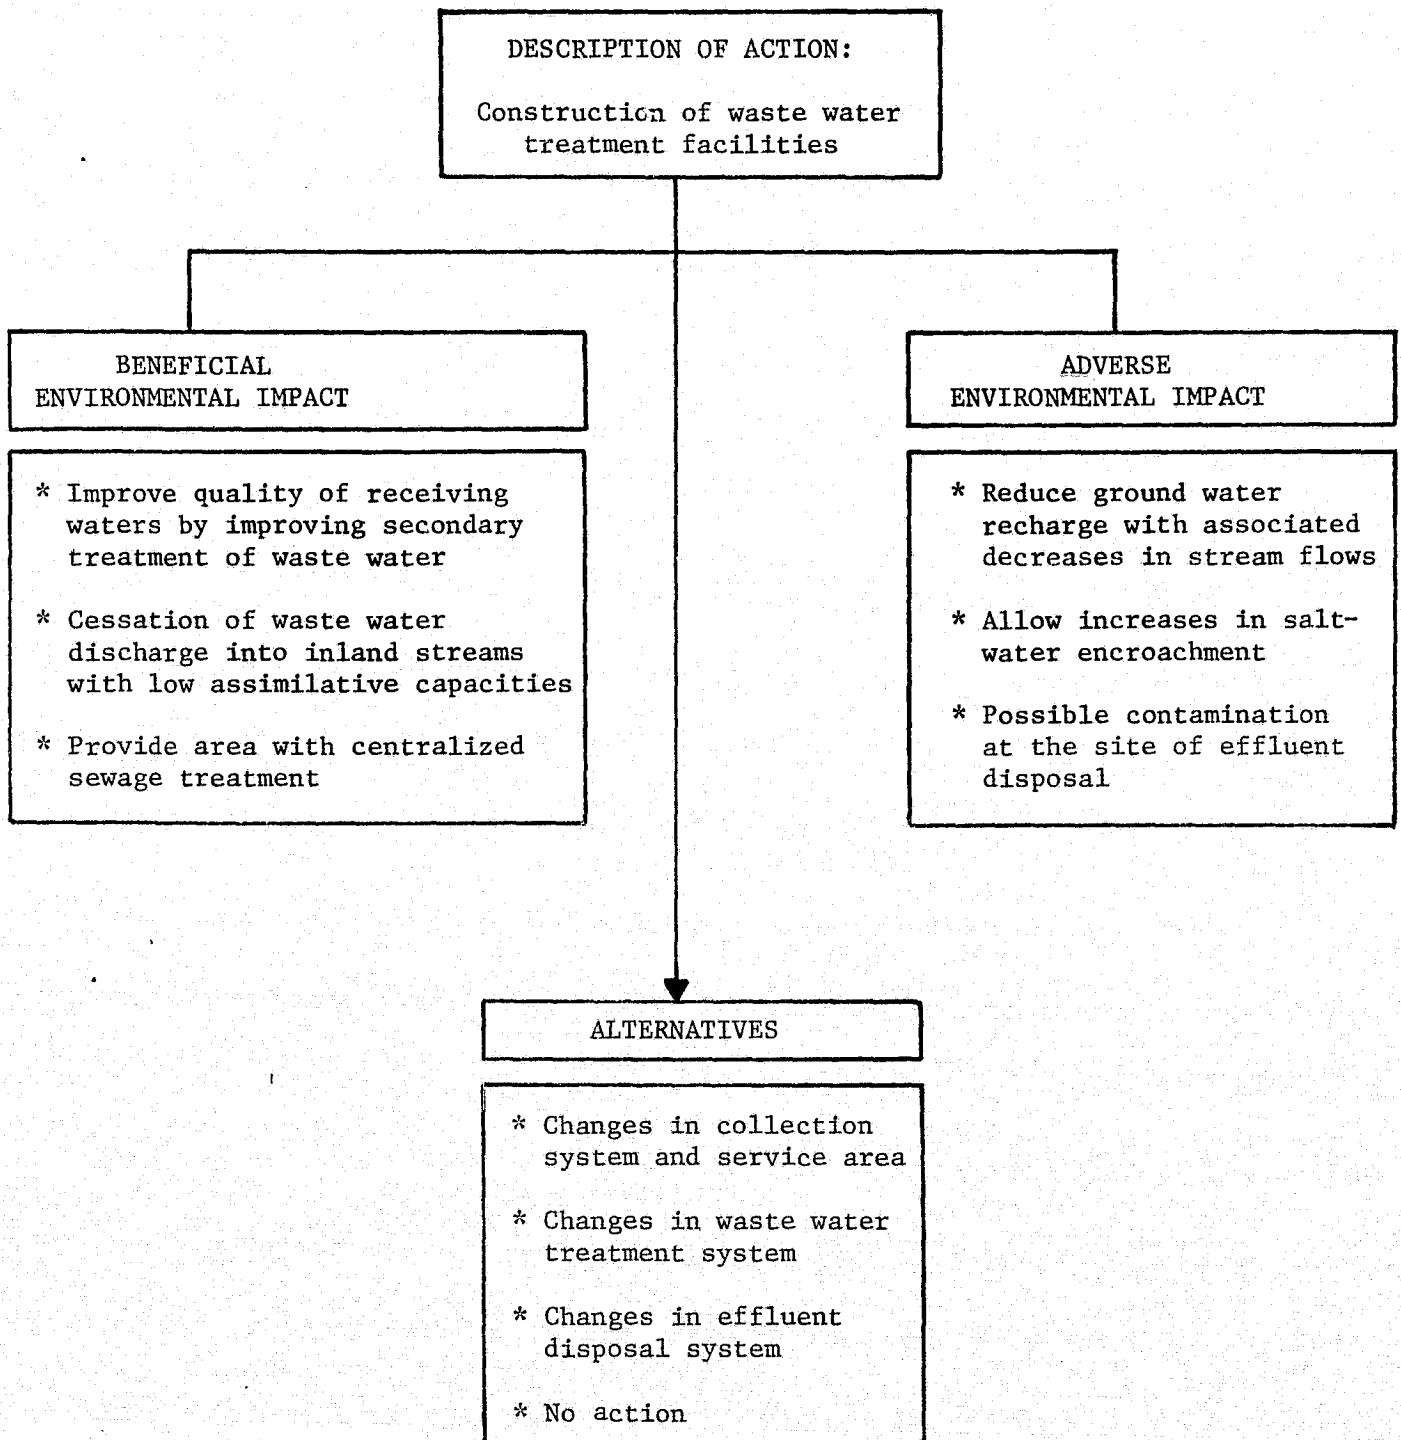 DESCRIPTION OF ACTION:
Construction of waste water
treatment facilities
BENEFICIAL
ENVIRONMENTAL IMPACT
* Improve quality of receiving
waters by improving secondary
treatment of waste water
* Cessation of waste water
discharge into inland streams
with low assimilative capacities
* Provide area with centralized
sewage treatment
ADVERSE
ENVIRONMENTAL IMPACT
* Reduce ground water
recharge with associated
decreases in stream flows
* Allow increases in salt-
water encroachment
* Possible contamination
at the site of effluent
disposal
ALTERNATIVES
* Changes in collection
system and service area
* Changes in waste water
treatment system
* Changes in effluent
disposal system
* No action